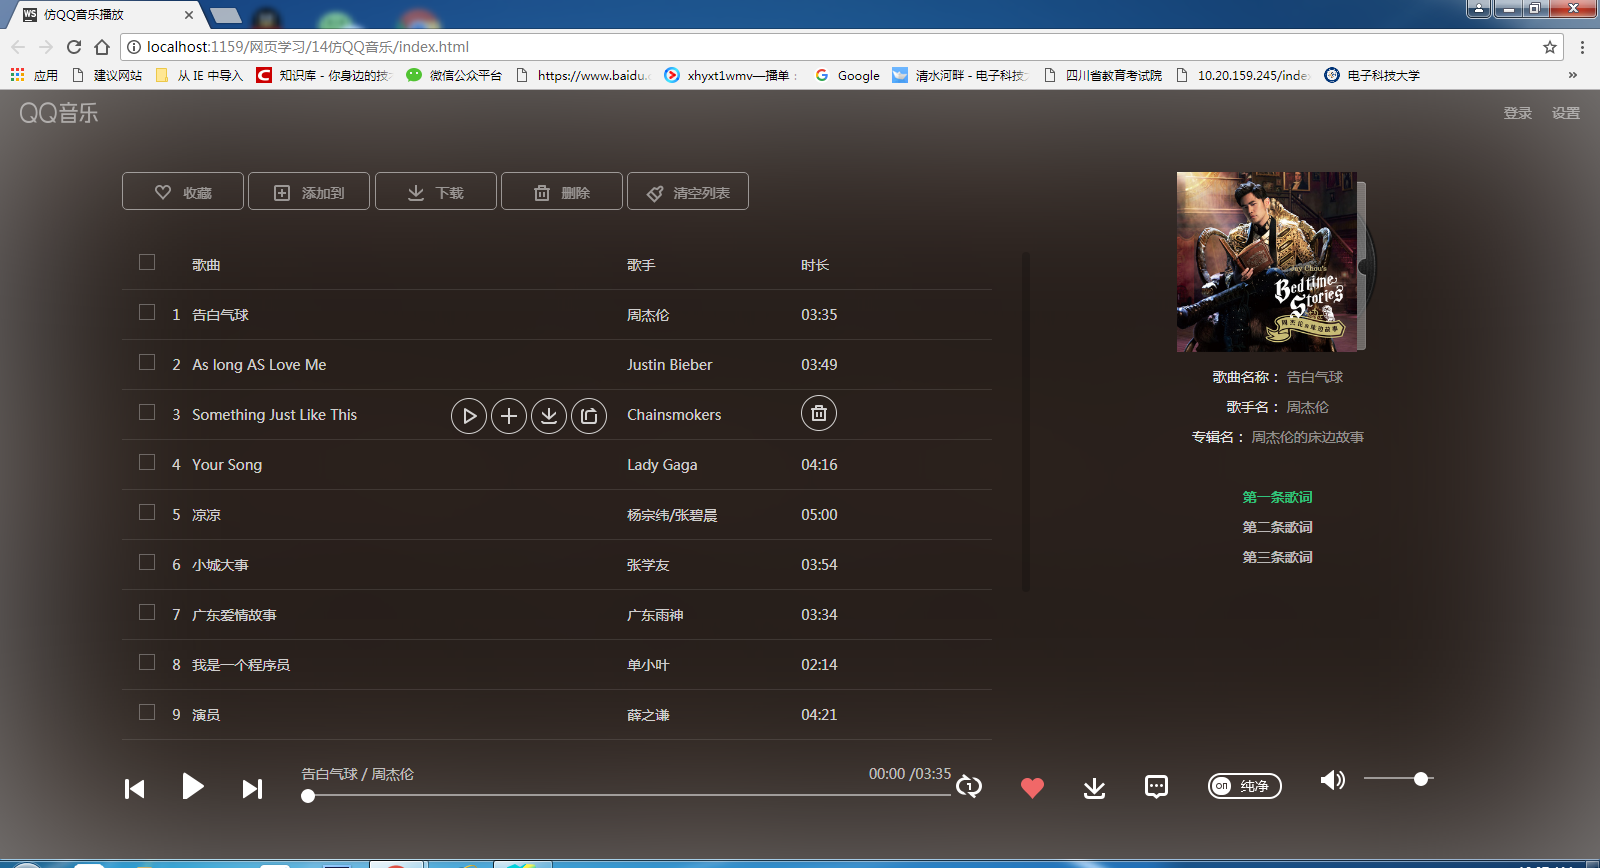 仿QQ音乐播放
localhost:1159/网页学习/14仿QQ音乐/index.html
应用 建议网站 从 IE 中导入 知识库 - 你身边的技 微信公众平台 https://www.baidu. xhyxt1wmv—播单 : Google 清水河畔 - 电子科技 四川省教育考试院 10.20.159.245/inde 电子科技大学 »
QQ音乐 登录 设置
收藏 添加到 下载 删除 清空列表
歌曲 歌手 时长
1 告白气球 周杰伦 03:35
2 As long AS Love Me Justin Bieber 03:49
3 Something Just Like This Chainsmokers
4 Your Song Lady Gaga 04:16
5 凉凉 杨宗纬/张碧晨 05:00
6 小城大事 张学友 03:54
7 广东爱情故事 广东雨神 03:34
8 我是一个程序员 单小叶 02:14
9 演员 薛之谦 04:21
Jay Chou's
Bedtime
Stories
周杰伦的床边故事
歌曲名称： 告白气球
歌手名： 周杰伦
专辑名： 周杰伦的床边故事
第一条歌词
第二条歌词
第三条歌词
告白气球 / 周杰伦 00:00 /03:35
on 纯净